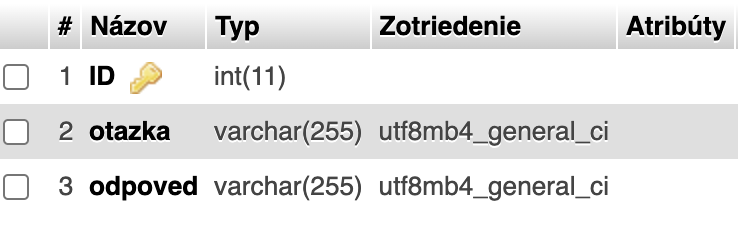 # Názov Typ Zotriedenie Atribúty
1 ID int(11)
2 otazka varchar(255) utf8mb4_general_ci
3 odpoved varchar(255) utf8mb4_general_ci